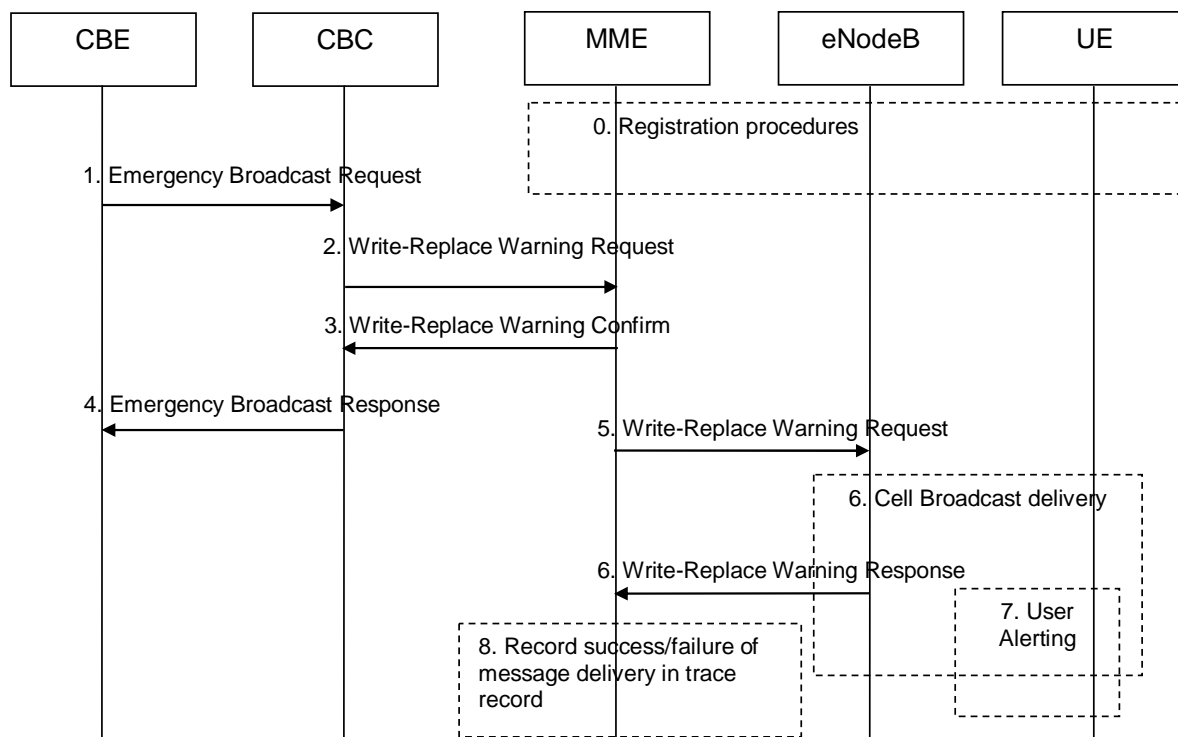 CBE
CBC
MME
eNodeB
UE
0. Registration procedures
1. Emergency Broadcast Request
2. Write-Replace Warning Request
3. Write-Replace Warning Confirm
4. Emergency Broadcast Response
5. Write-Replace Warning Request
6. Cell Broadcast delivery
6. Write-Replace Warning Response
7. User
Alerting
8. Record success/failure of
message delivery in trace
record